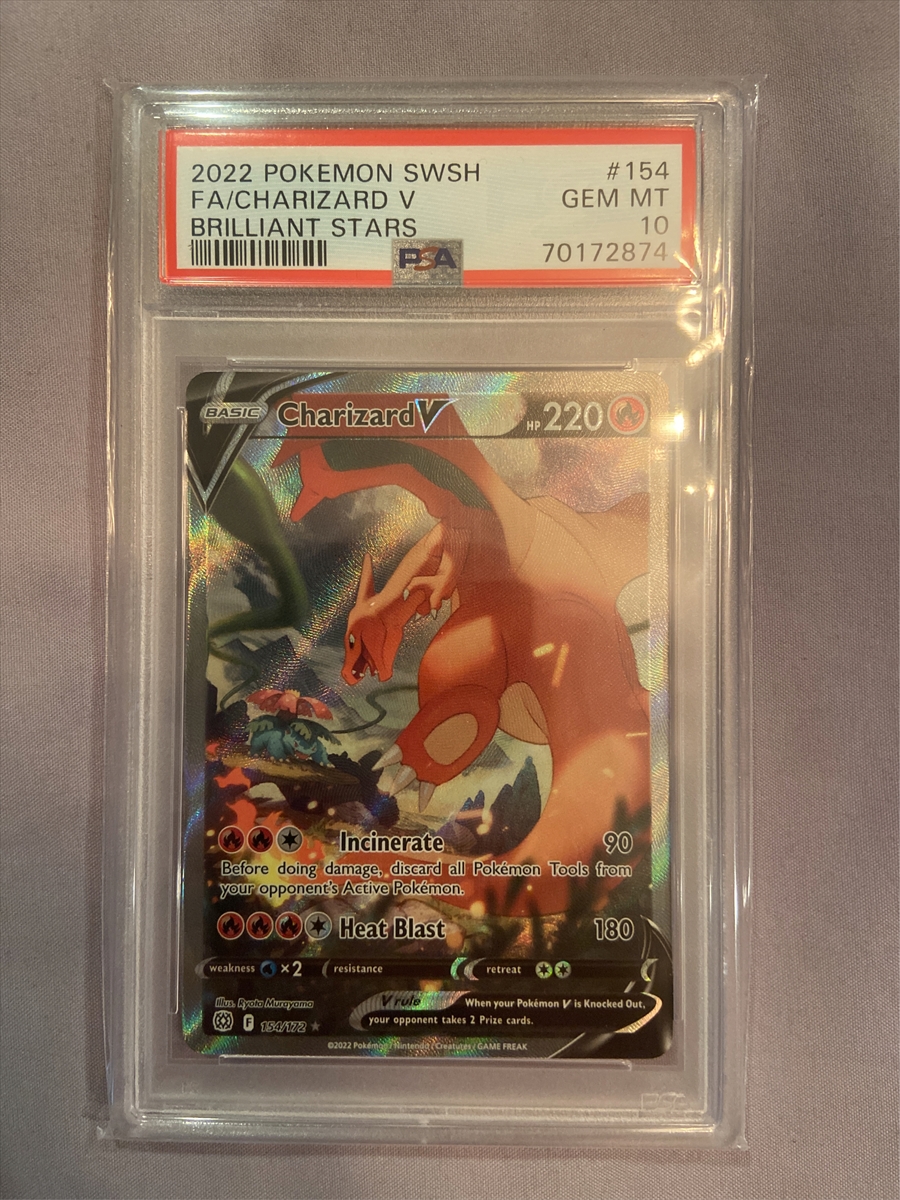 2022 POKEMON SWSH #154
FA/CHARIZARD V GEM MT
BRILLIANT STARS 10
70172874
PSA
BASIC CharizardV HP 220
Incinerate 90
Before doing damage, discard all Pokémon Tools from
your opponent's Active Pokémon.
Heat Blast 180
weakness ×2 resistance retreat
Illus. Ryota Murayama
V rule When your Pokémon V is Knocked Out,
your opponent takes 2 Prize cards.
F 154/172 ★
©2022 Pokémon / Nintendo / Creatures / GAME FREAK